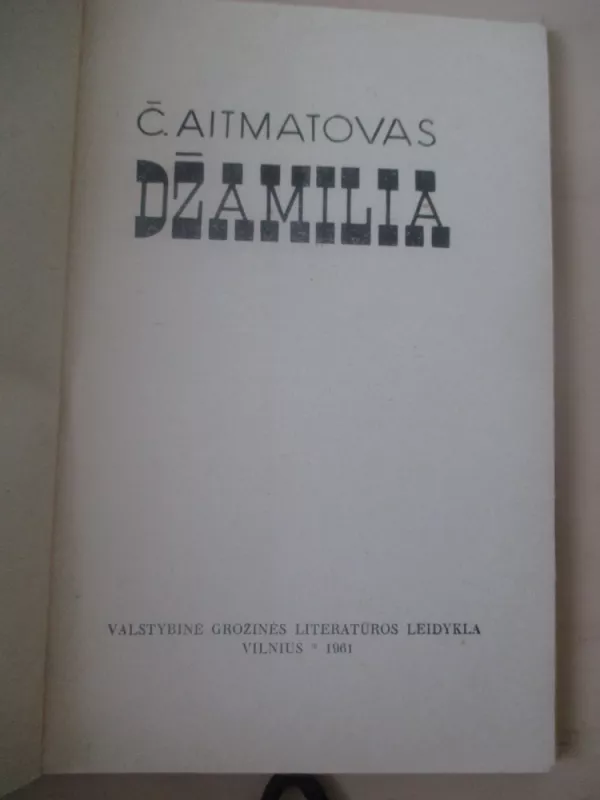 Č. AITMATOVAS
DŽAMILIA
VALSTYBINĖ GROŽINĖS LITERATŪROS LEIDYKLA
VILNIUS * 1961